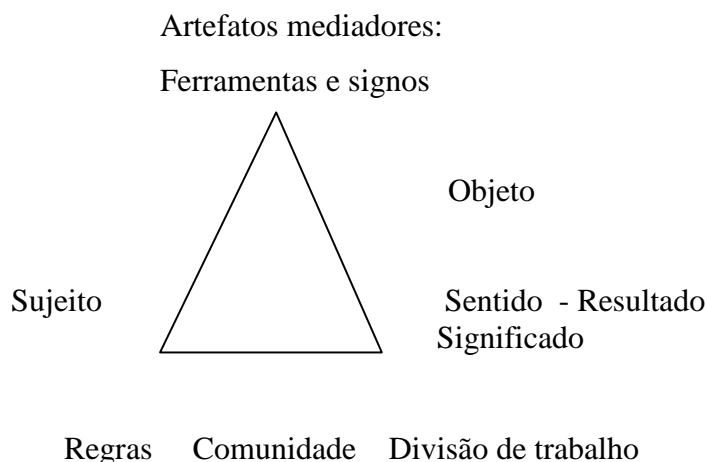 Artefatos mediadores:
Ferramentas e signos
Objeto
Sujeito
Sentido - Resultado
Significado
Regras Comunidade Divisão de trabalho